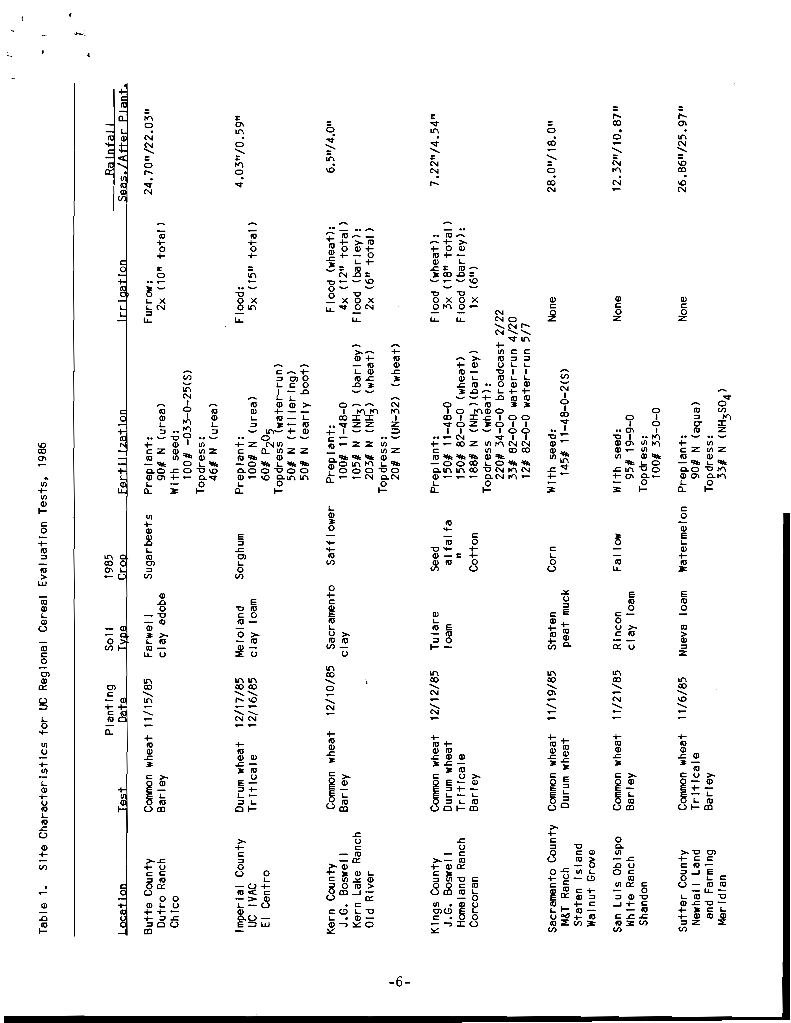 Table 1. Site Characteristics for UC Regional Cereal Evaluation Tests, 1986
Location Test Planting Date Soil Type 1985 Crop Fertilization Irrigation Rainfall Seas./After Plant.
Butte County Common wheat 11/15/85 Farwell Sugarbeets Preplant: Furrow: 24.70"/22.03"
Dutro Ranch Barley clay adobe 90# N (urea) 2x (10" total)
Chico With seed:
100# -033-0-25(S)
Topdress:
46# N (urea)
Imperial County Durum wheat 12/17/85 Meloland Sorghum Preplant: Flood: 4.03"/0.59"
UC IVAC Triticale 12/16/85 clay loam 100# N (urea) 5x (15" total)
El Centro 60# P2O5
Topdress (water-run)
50# N (tillering)
50# N (early boot)
Kern County Common wheat 12/10/85 Sacramento Safflower Preplant: Flood (wheat): 6.5"/4.0"
J.G. Boswell Barley clay 100# 11-48-0 4x (12" total)
Kern Lake Ranch 105# N (NH3) (barley) Flood (barley):
Old River 203# N (NH3) (wheat) 2x (6" total)
Topdress:
20# N (UN-32) (wheat)
Kings County Common wheat 12/12/85 Tulare Seed Preplant: Flood (wheat): 7.22"/4.54"
J.G. Boswell Durum wheat loam alfalfa 150# 11-48-0 3x (18" total)
Homeland Ranch Triticale " 150# 82-0-0 (wheat) Flood (barley):
Corcoran Barley Cotton 188# N (NH3)(barley) 1x (6")
Topdress (wheat):
220# 34-0-0 broadcast 2/22
33# 82-0-0 water-run 4/20
12# 82-0-0 water-run 5/7
Sacramento County Common wheat 11/19/85 Staten Corn With seed: None 28.0"/18.0"
M&T Ranch Durum wheat peat muck 145# 11-48-0-2(S)
Staten Island
Walnut Grove
San Luis Obispo Common wheat 11/21/85 Rincon Fallow With seed: None 12.32"/10.87"
White Ranch Barley clay loam 95# 19-9-0
Shandon Topdress:
100# 33-0-0
Sutter County Common wheat 11/6/85 Nueva loam Watermelon Preplant: None 26.86"/25.97"
Newhall Land Triticale 90# N (aqua)
and Farming Barley Topdress:
Meridian 33# N (NH3SO4)
-6-